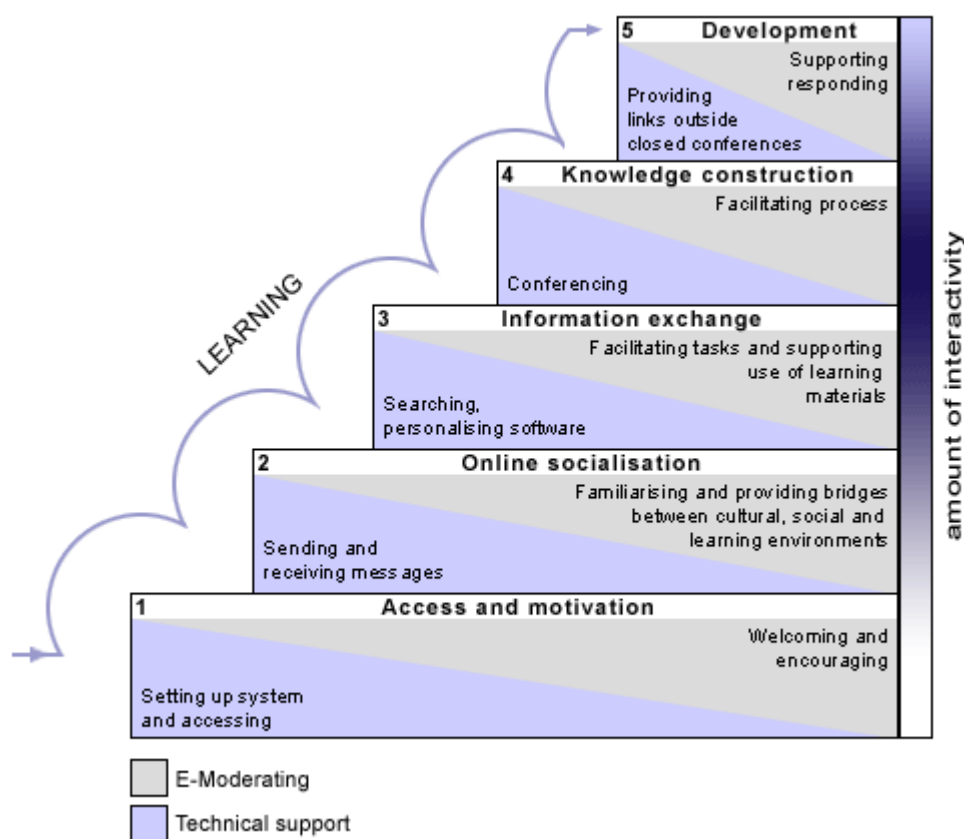 5 Development
Supporting
responding
Providing
links outside
closed conferences
4 Knowledge construction
Facilitating process
Conferencing
3 Information exchange
Facilitating tasks and supporting
use of learning
materials
Searching,
personalising software
2 Online socialisation
Familiarising and providing bridges
between cultural, social and
learning environments
Sending and
receiving messages
1 Access and motivation
Welcoming and
encouraging
Setting up system
and accessing
LEARNING
amount of interactivity
E-Moderating
Technical support